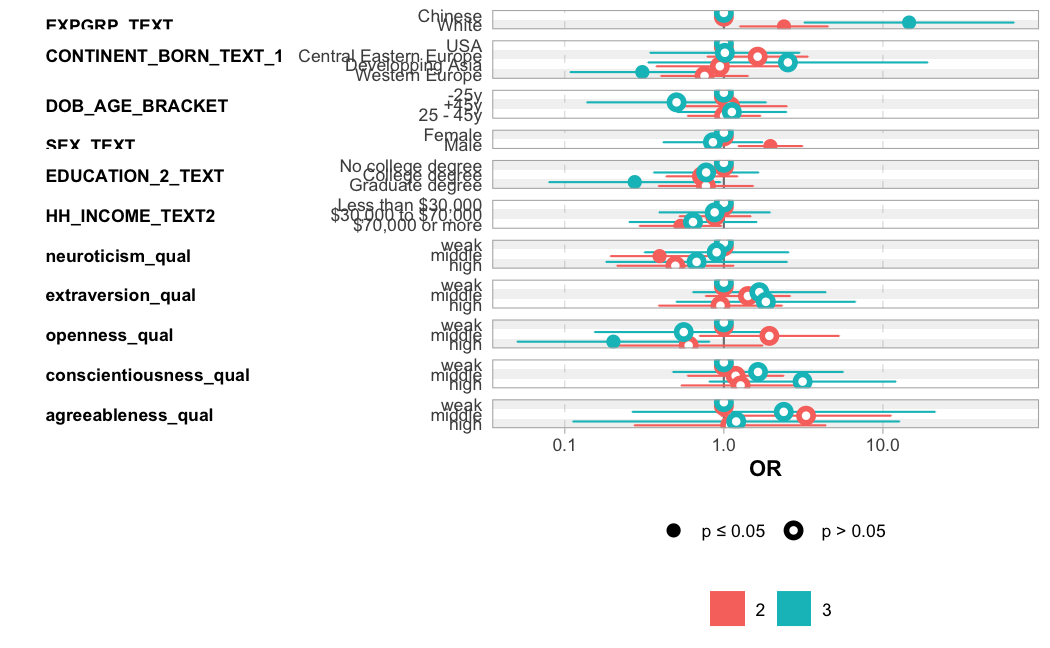 EXPGRP_TEXT
Chinese
White
CONTINENT_BORN_TEXT_1
USA
Central Eastern Europe
Developping Asia
Western Europe
DOB_AGE_BRACKET
-25y
+45y
25 - 45y
SEX_TEXT
Female
Male
EDUCATION_2_TEXT
No college degree
College degree
Graduate degree
HH_INCOME_TEXT2
Less than $30,000
$30,000 to $70,000
$70,000 or more
neuroticism_qual
weak
middle
high
extraversion_qual
weak
middle
high
openness_qual
weak
middle
high
conscientiousness_qual
weak
middle
high
agreeableness_qual
weak
middle
high
0.1 1.0 10.0
OR
p ≤ 0.05 p > 0.05
2 3